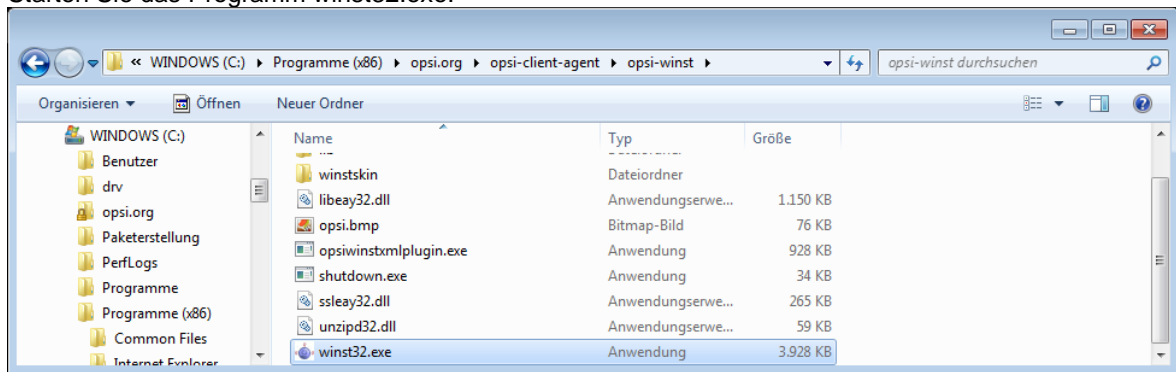 Starten Sie das Programm winst32.exe.
« WINDOWS (C:) ▸ Programme (x86) ▸ opsi.org ▸ opsi-client-agent ▸ opsi-winst ▸ opsi-winst durchsuchen
Organisieren Öffnen Neuer Ordner
WINDOWS (C:)
Benutzer
drv
opsi.org
Paketerstellung
PerfLogs
Programme
Programme (x86)
Common Files
Internet Explorer
Name Typ Größe
lib Dateiordner
winstskin Dateiordner
libeay32.dll Anwendungserwe... 1.150 KB
opsi.bmp Bitmap-Bild 76 KB
opsiwinstxmlplugin.exe Anwendung 928 KB
shutdown.exe Anwendung 34 KB
ssleay32.dll Anwendungserwe... 265 KB
unzipd32.dll Anwendungserwe... 59 KB
winst32.exe Anwendung 3.928 KB